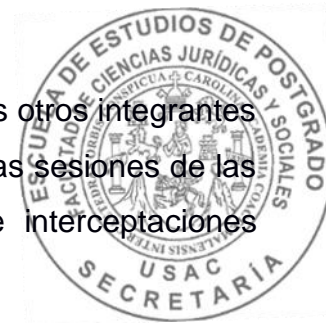 ESCUELA DE ESTUDIOS DE POSTGRADO
FACULTAD DE CIENCIAS JURÍDICAS Y SOCIALES
s otros integrantes
as sesiones de las
e interceptaciones
USAC
SECRETARÍA